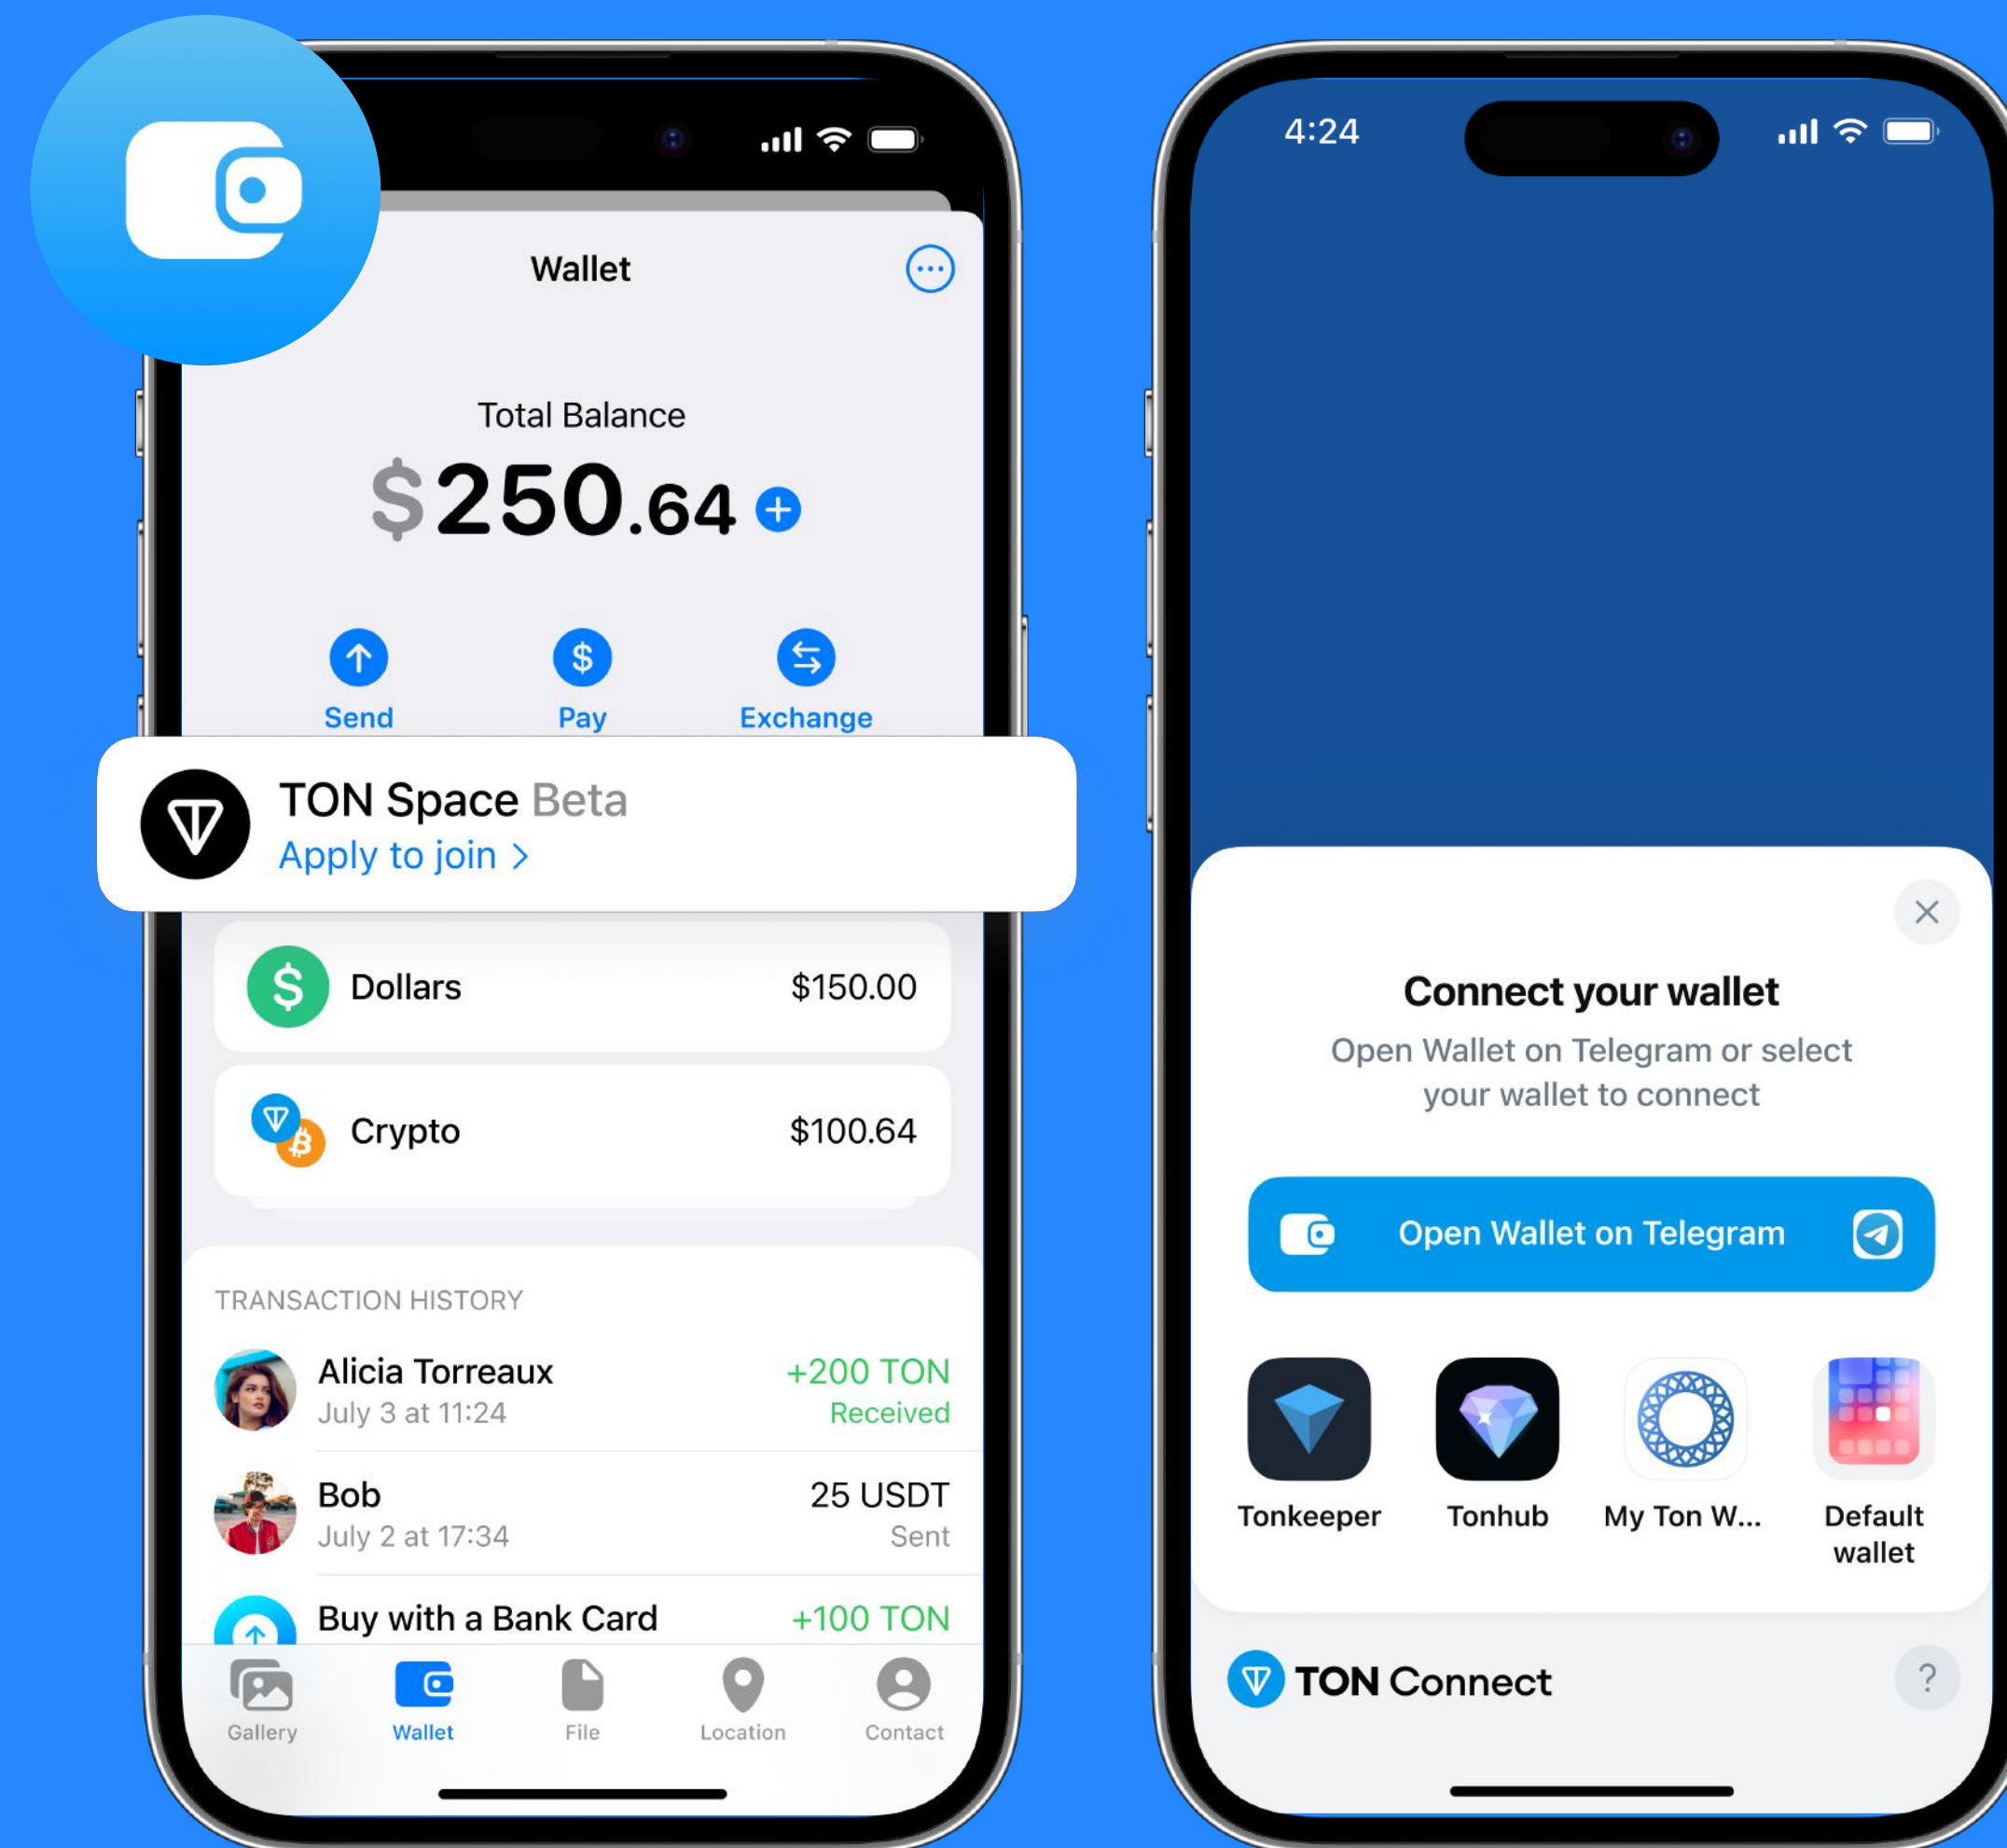 Wallet
Total Balance
$250.64
Send
Pay
Exchange
TON Space Beta
Apply to join >
Dollars
$150.00
Crypto
$100.64
TRANSACTION HISTORY
Alicia Torreaux
+200 TON
July 3 at 11:24
Received
Bob
25 USDT
July 2 at 17:34
Sent
Buy with a Bank Card
+100 TON
Gallery
Wallet
File
Location
Contact
4:24
Connect your wallet
Open Wallet on Telegram or select
your wallet to connect
Open Wallet on Telegram
Tonkeeper
Tonhub
My Ton W...
Default
wallet
TON Connect
?